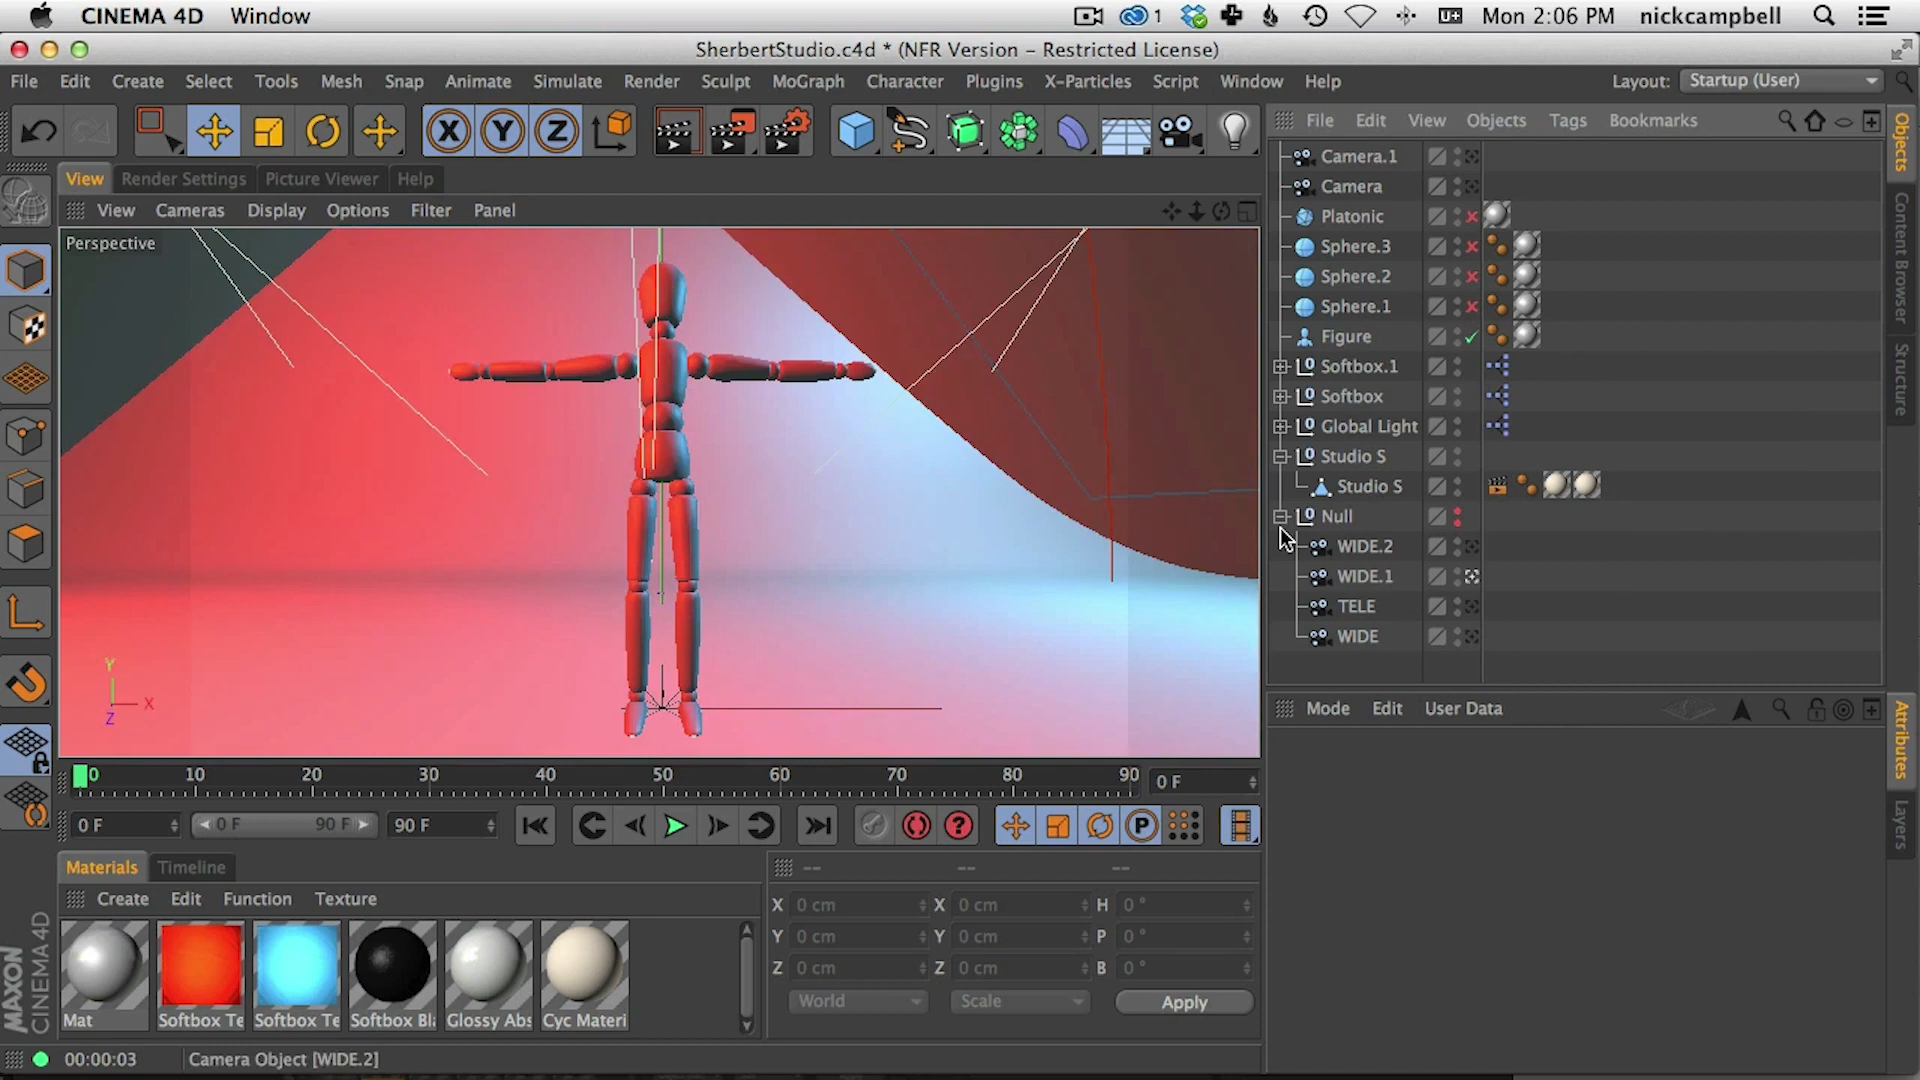 CINEMA 4D Window
1 Mon 2:06 PM nickcampbell
SherbertStudio.c4d * (NFR Version - Restricted License)
File Edit Create Select Tools Mesh Snap Animate Simulate Render Sculpt MoGraph Character Plugins X-Particles Script Window Help
Layout: Startup (User)
X Y Z
File Edit View Objects Tags Bookmarks
View Render Settings Picture Viewer Help
View Cameras Display Options Filter Panel
Perspective
Camera.1
Camera
Platonic
Sphere.3
Sphere.2
Sphere.1
Figure
Softbox.1
Softbox
Global Light
Studio S
Studio S
Null
WIDE.2
WIDE.1
TELE
WIDE
Objects
Content Browser
Structure
Y
X
Z
Mode Edit User Data
Attributes
Layers
0 10 20 30 40 50 60 70 80 90 0 F
0 F 0 F 90 F 90 F
P
Materials Timeline
Create Edit Function Texture
-- -- --
X 0 cm X 0 cm H 0 °
Y 0 cm Y 0 cm P 0 °
Z 0 cm Z 0 cm B 0 °
World Scale Apply
Mat Softbox Te Softbox Te Softbox Bl Glossy Abs Cyc Materi
MAXON
CINEMA 4D
00:00:03 Camera Object [WIDE.2]